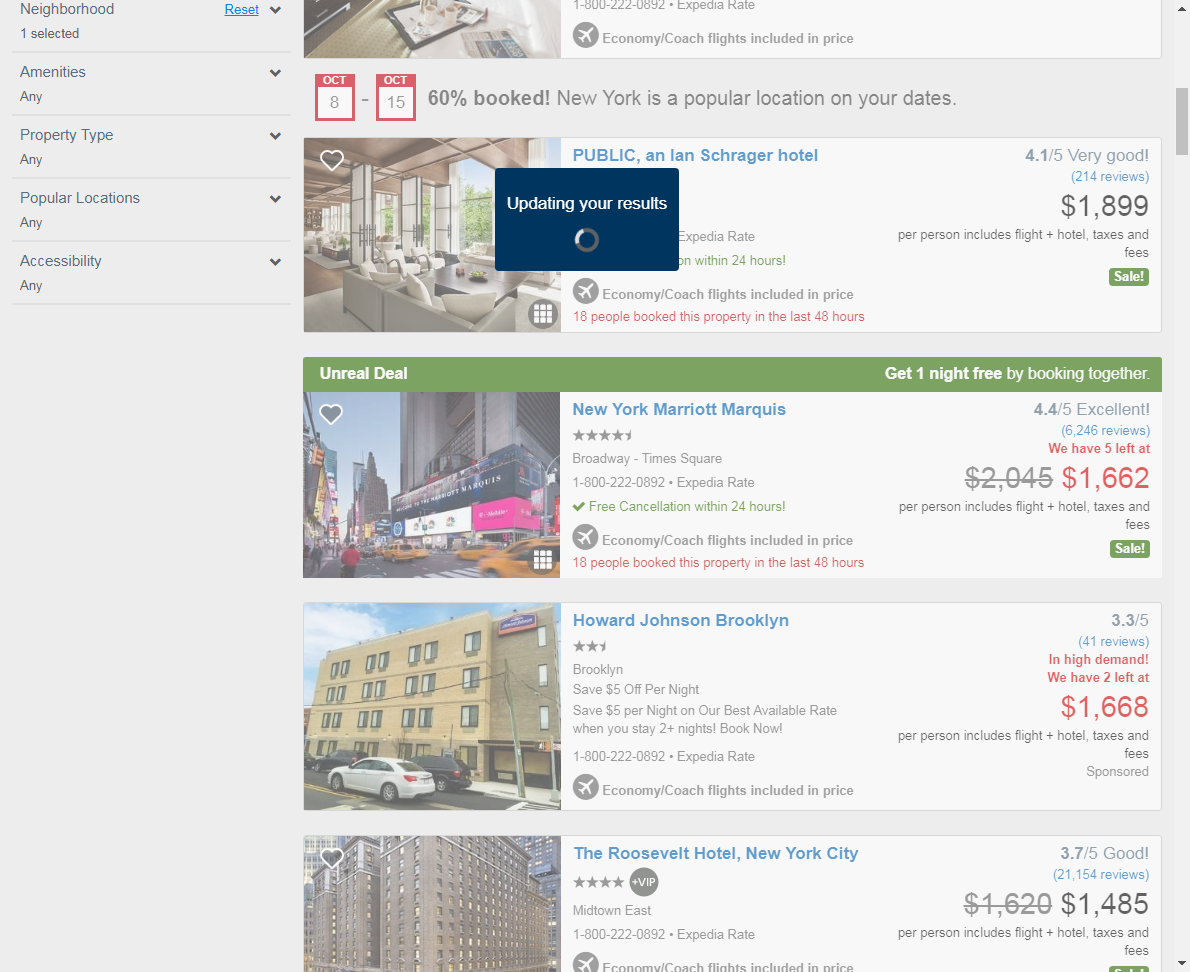 Neighborhood
Reset
1 selected
Amenities
Any
Property Type
Any
Popular Locations
Any
Accessibility
Any
1-800-222-0892 • Expedia Rate
Economy/Coach flights included in price
OCT
8
-
OCT
15
60% booked! New York is a popular location on your dates.
PUBLIC, an Ian Schrager hotel
4.1/5 Very good!
(214 reviews)
$1,899
per person includes flight + hotel, taxes and
fees
Sale!
Updating your results
Expedia Rate
on within 24 hours!
Economy/Coach flights included in price
18 people booked this property in the last 48 hours
Unreal Deal
Get 1 night free by booking together.
New York Marriott Marquis
4.4/5 Excellent!
(6,246 reviews)
We have 5 left at
Broadway - Times Square
$2,045 $1,662
1-800-222-0892 • Expedia Rate
per person includes flight + hotel, taxes and
fees
Free Cancellation within 24 hours!
Sale!
Economy/Coach flights included in price
18 people booked this property in the last 48 hours
WELCOME TO THE MARRIOTT MARQUIS
Howard Johnson Brooklyn
3.3/5
(41 reviews)
In high demand!
We have 2 left at
Brooklyn
Save $5 Off Per Night
Save $5 per Night on Our Best Available Rate
when you stay 2+ nights! Book Now!
$1,668
per person includes flight + hotel, taxes and
fees
Sponsored
1-800-222-0892 • Expedia Rate
Economy/Coach flights included in price
The Roosevelt Hotel, New York City
3.7/5 Good!
(21,154 reviews)
+VIP
Midtown East
$1,620 $1,485
1-800-222-0892 • Expedia Rate
per person includes flight + hotel, taxes and
fees
Economy/Coach flights included in price
Sale!